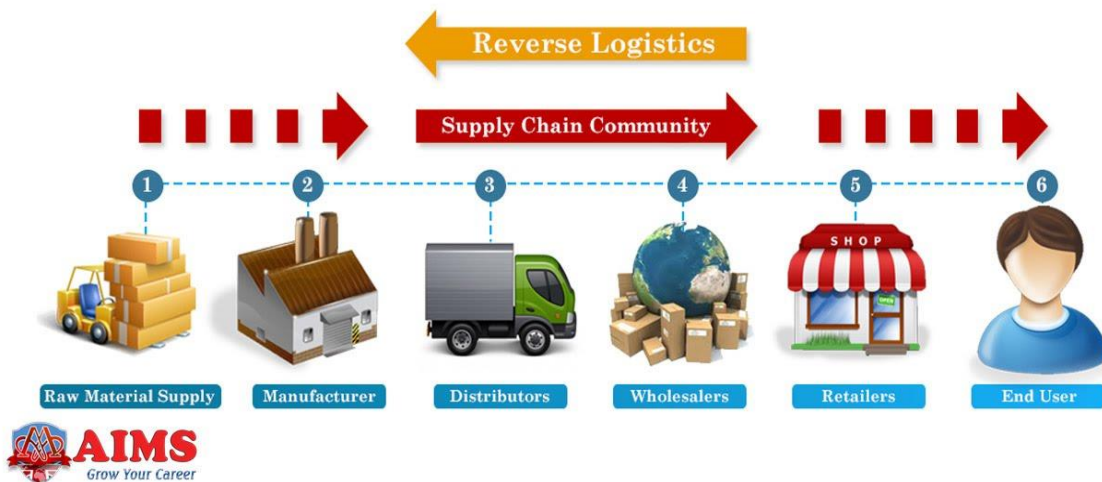 Reverse Logistics
Supply Chain Community
1 2 3 4 5 6
SHOP
OPEN
Raw Material Supply Manufacturer Distributors Wholesalers Retailers End User
AIMS
Grow Your Career